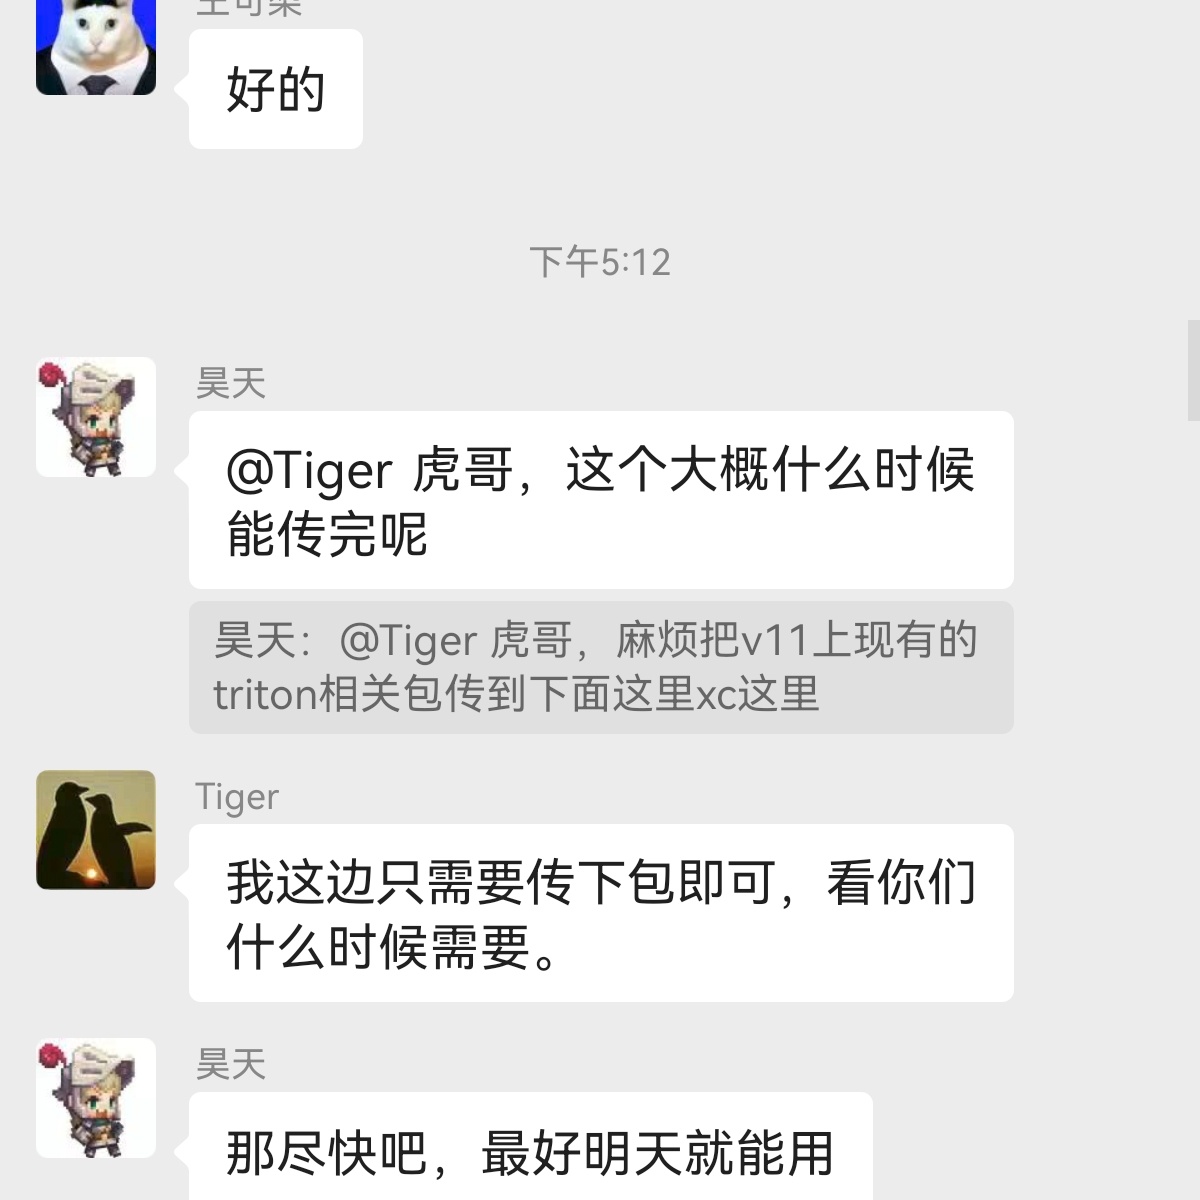 好的
下午5:12
昊天
@Tiger 虎哥，这个大概什么时候
能传完呢
昊天：@Tiger 虎哥，麻烦把v11上现有的
triton相关包传到下面这里xc这里
Tiger
我这边只需要传下包即可，看你们
什么时候需要。
昊天
那尽快吧，最好明天就能用